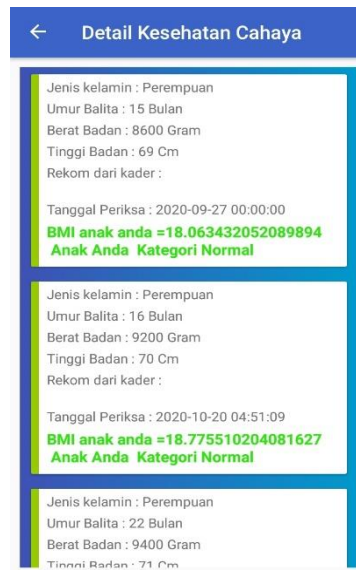 Detail Kesehatan Cahaya
Jenis kelamin : Perempuan
Umur Balita : 15 Bulan
Berat Badan : 8600 Gram
Tinggi Badan : 69 Cm
Rekom dari kader :
Tanggal Periksa : 2020-09-27 00:00:00
BMI anak anda =18.063432052089894
Anak Anda Kategori Normal
Jenis kelamin : Perempuan
Umur Balita : 16 Bulan
Berat Badan : 9200 Gram
Tinggi Badan : 70 Cm
Rekom dari kader :
Tanggal Periksa : 2020-10-20 04:51:09
BMI anak anda =18.775510204081627
Anak Anda Kategori Normal
Jenis kelamin : Perempuan
Umur Balita : 22 Bulan
Berat Badan : 9400 Gram
Tinggi Badan : 71 Cm